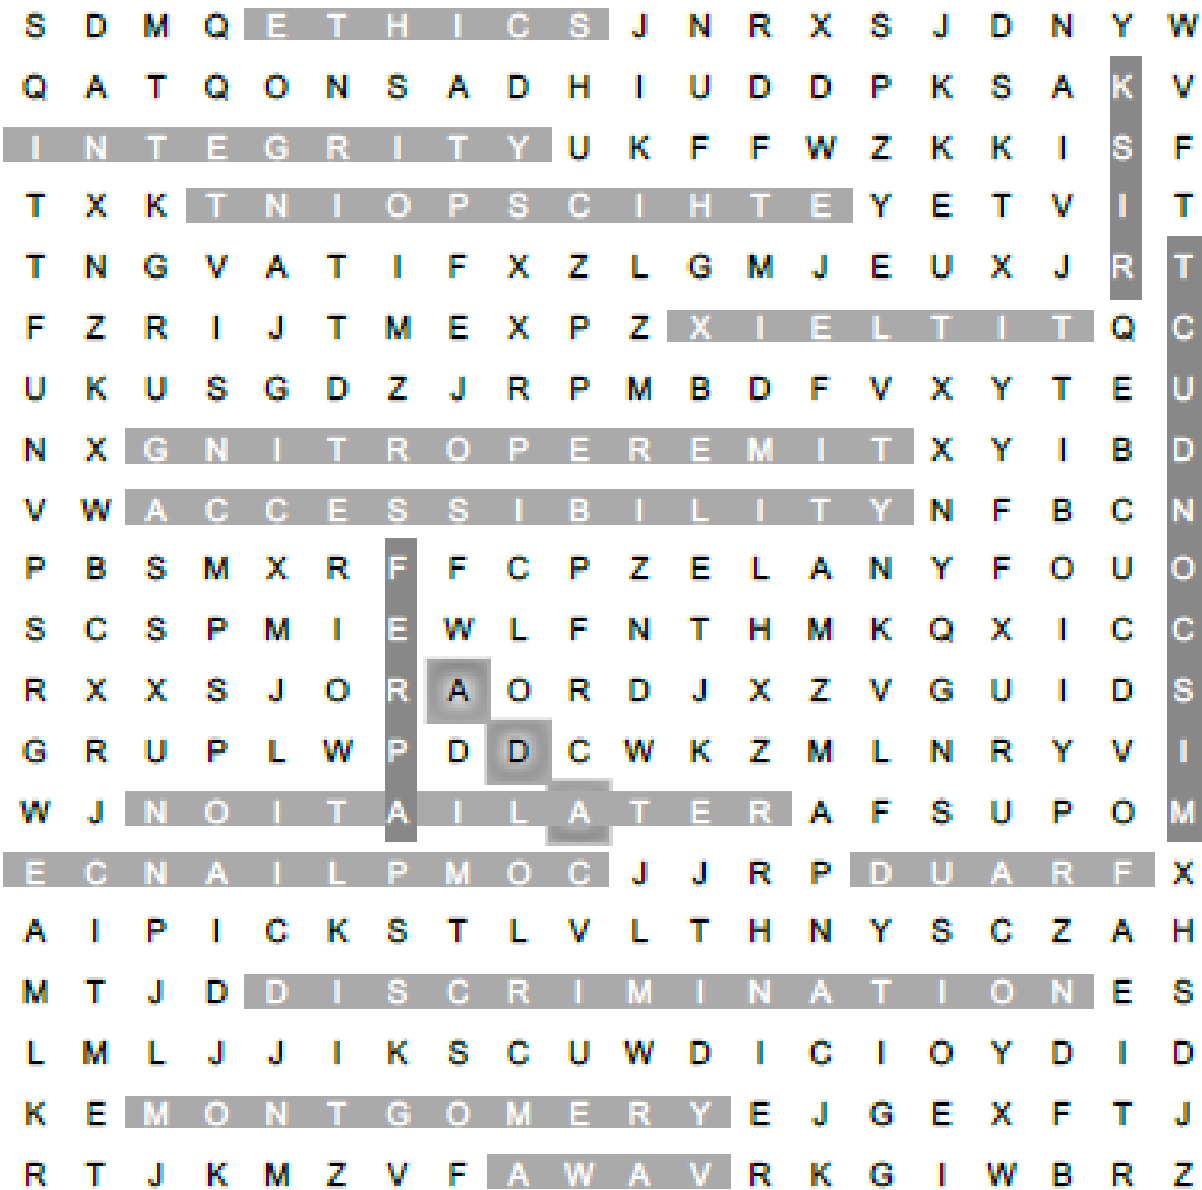 S D M Q E T H I C S J N R X S J D N Y W
Q A T Q O N S A D H I U D D P K S A K V
I N T E G R I T Y U K F F W Z K K I S F
T X K T N I O P S C I H T E Y E T V I T
T N G V A T I F X Z L G M J E U X J R T
F Z R I J T M E X P Z X I E L T I T Q C
U K U S G D Z J R P M B D F V X Y T E U
N X G N I T R O P E R E M I T X Y I B D
V W A C C E S S I B I L I T Y N F B C N
P B S M X R F F C P Z E L A N Y F O U O
S C S P M I E W L F N T H M K Q X I C C
R X X S J O R A O R D J X Z V G U I D S
G R U P L W P D D C W K Z M L N R Y V I
W J N O I T A I L A T E R A F S U P O M
E C N A I L P M O C J J R P D U A R F X
A I P I C K S T L V L T H N Y S C Z A H
M T J D D I S C R I M I N A T I O N E S
L M L J J I K S C U W D I C I O Y D I D
K E M O N T G O M E R Y E J G E X F T J
R T J K M Z V F A W A V R K G I W B R Z